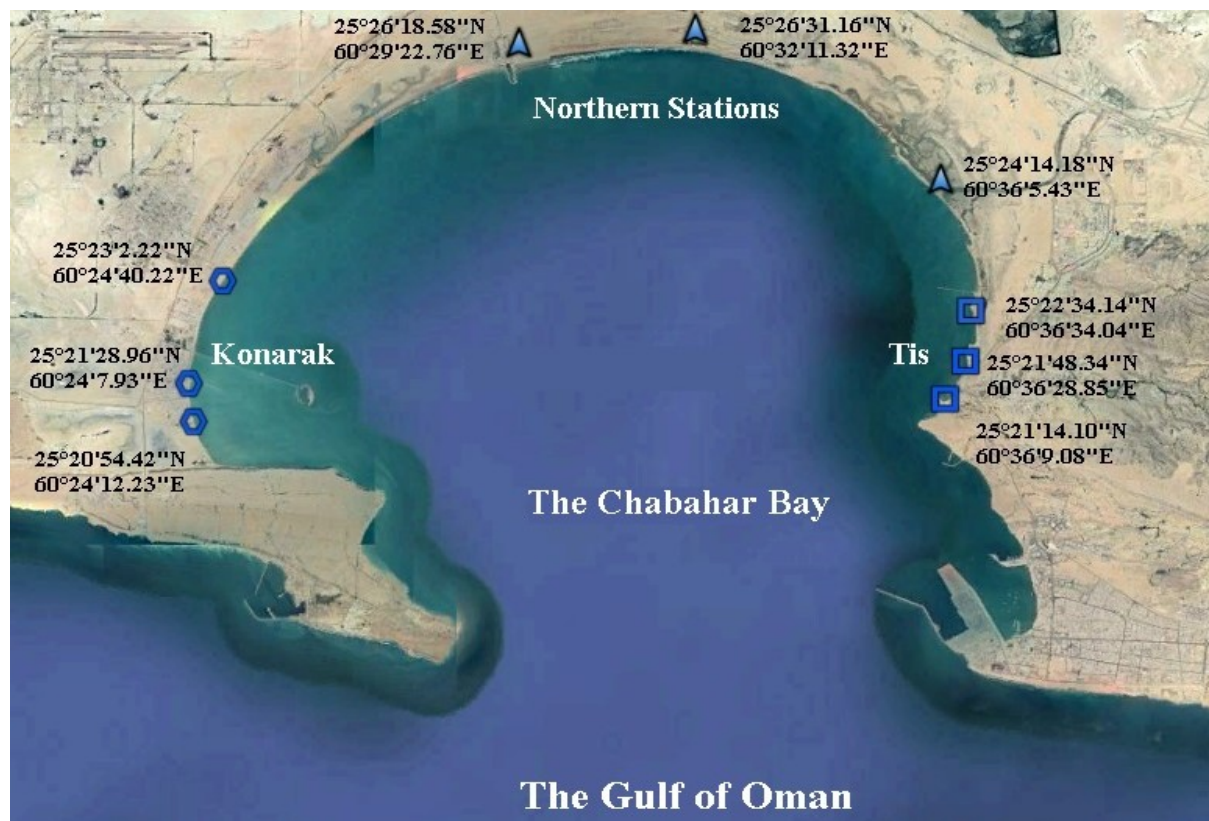 25°26'18.58"N
60°29'22.76"E
25°26'31.16"N
60°32'11.32"E
Northern Stations
25°24'14.18"N
60°36'5.43"E
25°23'2.22"N
60°24'40.22"E
25°22'34.14"N
60°36'34.04"E
25°21'28.96"N
60°24'7.93"E
Konarak
Tis
25°21'48.34"N
60°36'28.85"E
25°21'14.10"N
60°36'9.08"E
25°20'54.42"N
60°24'12.23"E
The Chabahar Bay
The Gulf of Oman